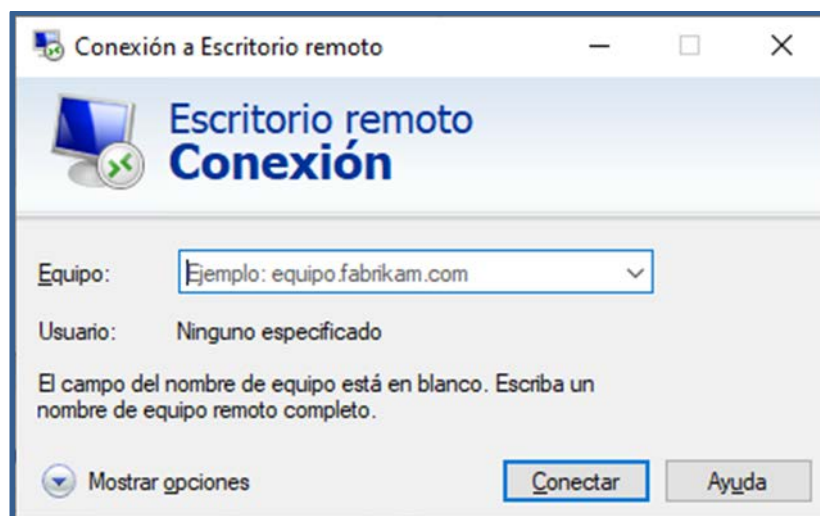 Conexión a Escritorio remoto
Escritorio remoto
Conexión
Equipo: Ejemplo: equipo.fabrikam.com
Usuario: Ninguno especificado
El campo del nombre de equipo está en blanco. Escriba un
nombre de equipo remoto completo.
Mostrar opciones Conectar Ayuda